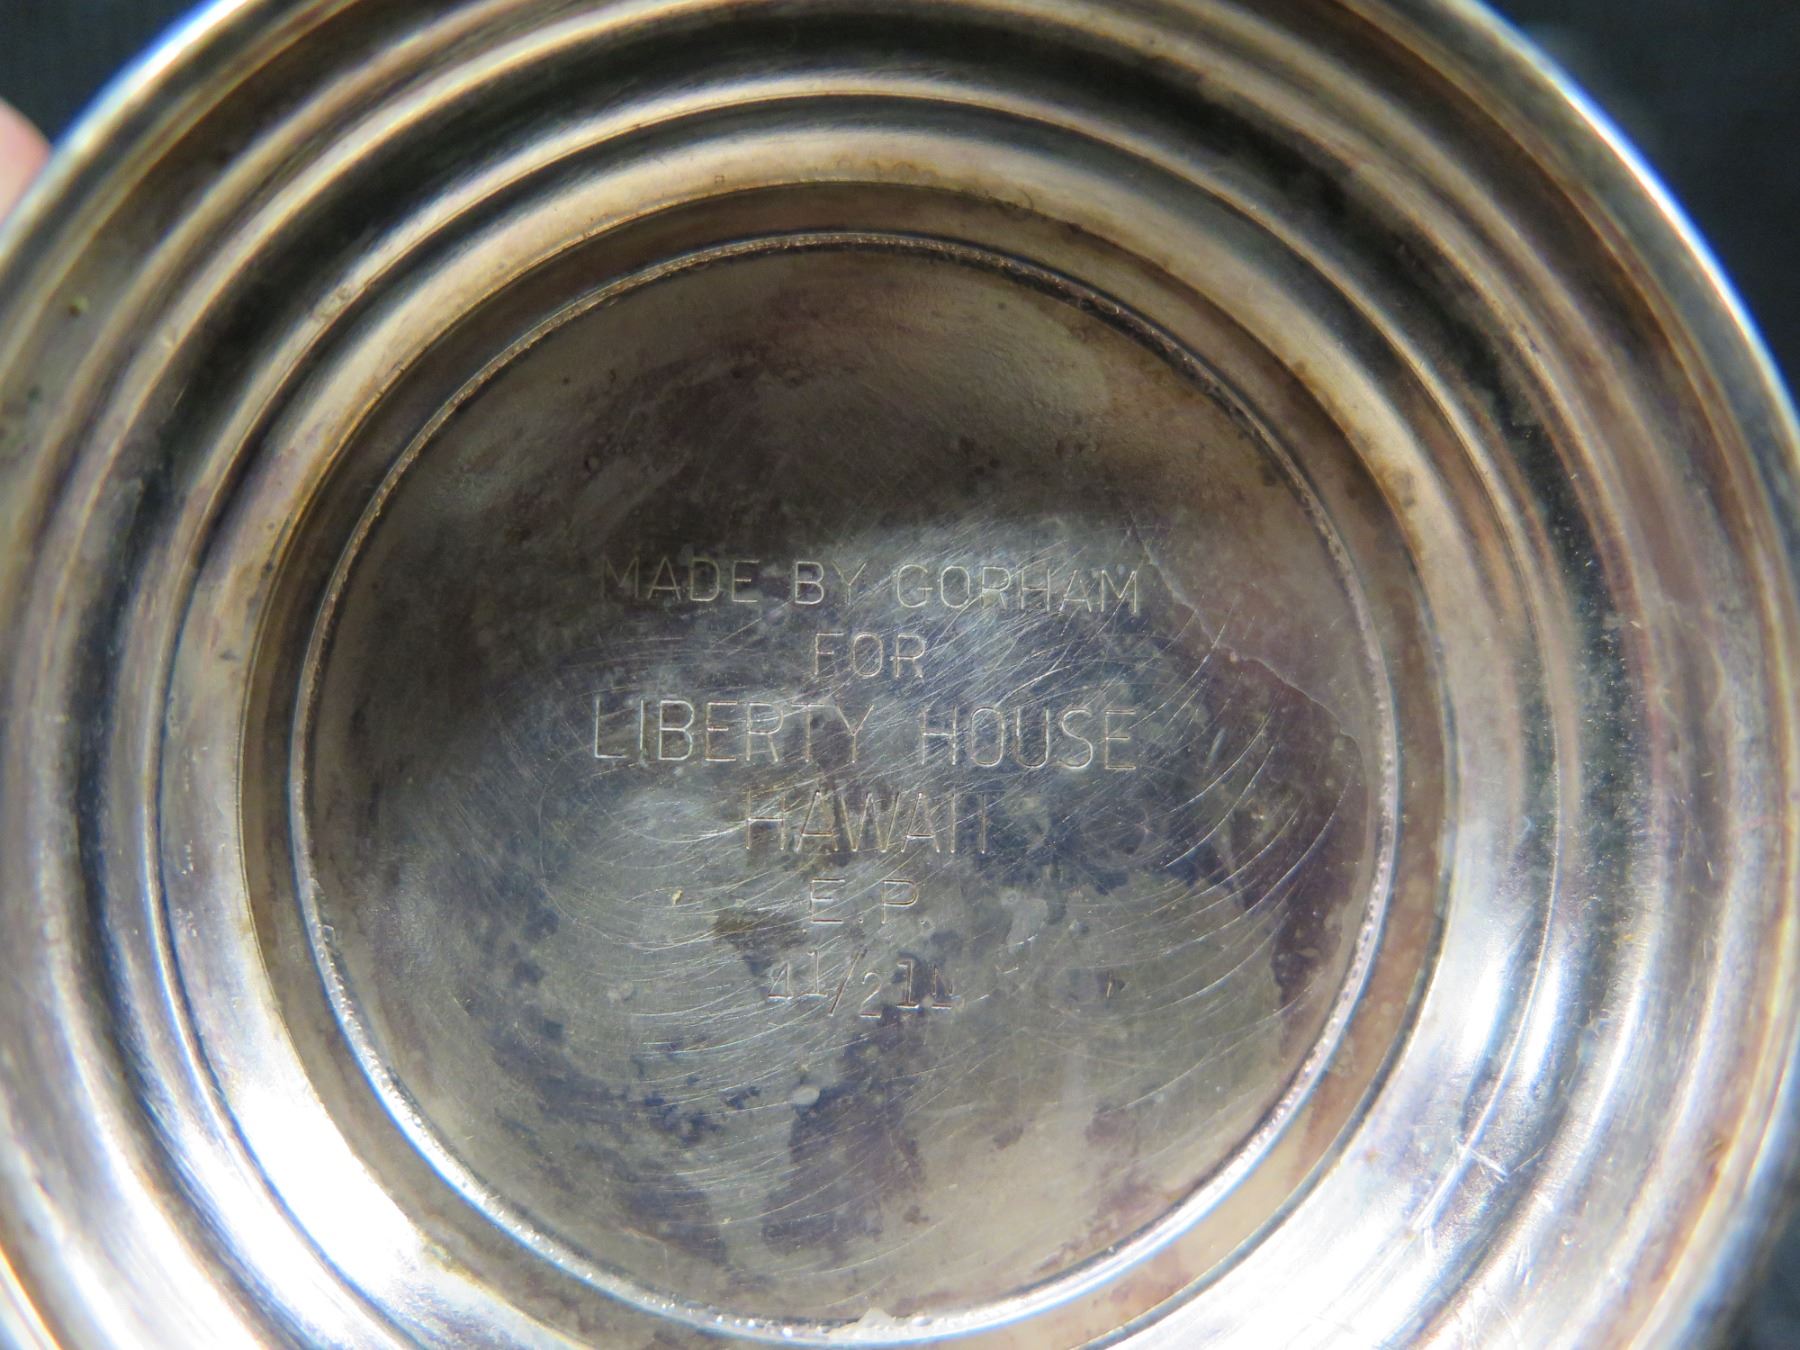 MADE BY GORHAM
FOR
LIBERTY HOUSE
HAWAII
E.P